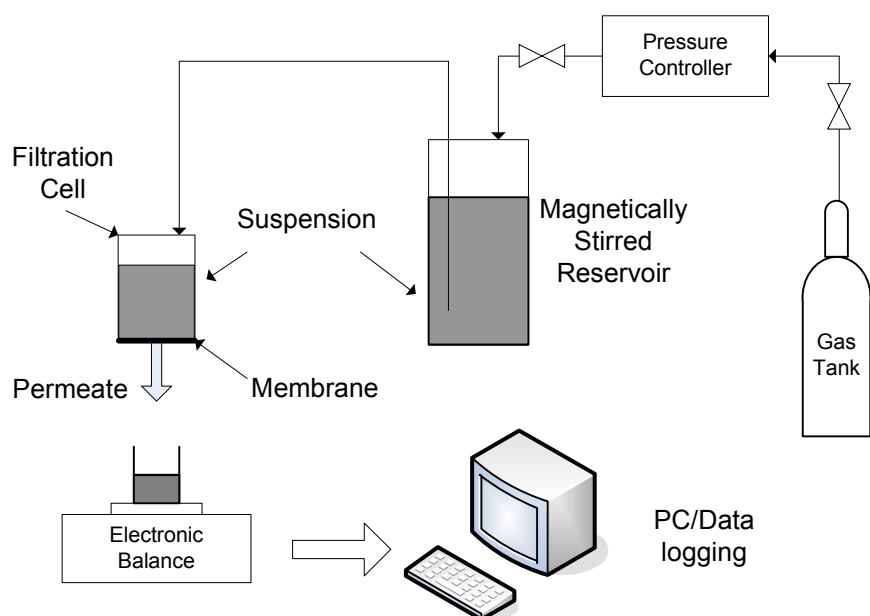 Pressure
Controller
Filtration
Cell
Suspension
Magnetically
Stirred
Reservoir
Gas
Tank
Permeate
Membrane
Electronic
Balance
PC/Data
logging